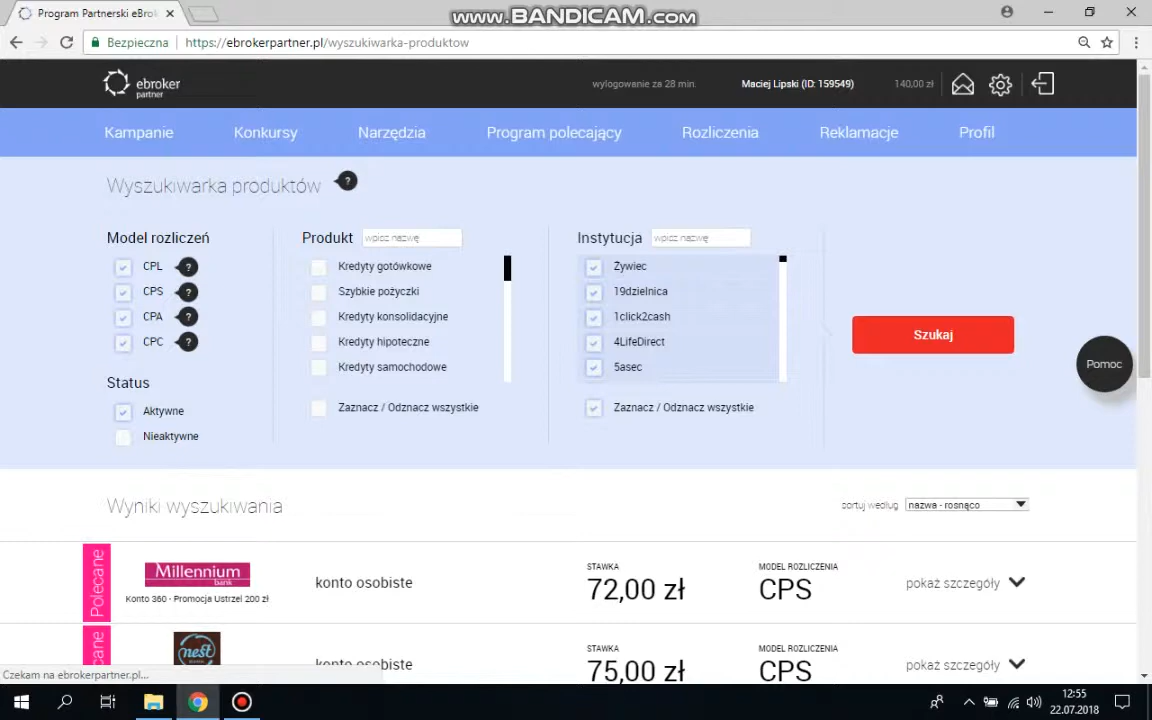 Program Partnerski eBro
www.BANDICAM.com
Bezpieczna
https://ebrokerpartner.pl/wyszukiwarka-produktow
ebroker
partner
wylogowanie za 28 min.
Maciej Lipski (ID: 159549)
140,00 zł
Kampanie
Konkursy
Narzędzia
Program polecający
Rozliczenia
Reklamacje
Profil
Wyszukiwarka produktów
?
Model rozliczeń
CPL ?
CPS ?
CPA ?
CPC ?
Status
Aktywne
Nieaktywne
Produkt
wpisz nazwę
Kredyty gotówkowe
Szybkie pożyczki
Kredyty konsolidacyjne
Kredyty hipoteczne
Kredyty samochodowe
Zaznacz / Odznacz wszystkie
Instytucja
wpisz nazwę
Żywiec
19dzielnica
1click2cash
4LifeDirect
5asec
Zaznacz / Odznacz wszystkie
Szukaj
Pomoc
Wyniki wyszukiwania
sortuj według
nazwa - rosnąco
Polecane
Millennium
bank
Konto 360 - Promocja Ustrzel 200 zł
konto osobiste
STAWKA
72,00 zł
MODEL ROZLICZENIA
CPS
pokaż szczegóły
cane
nest
konto osobiste
STAWKA
75,00 zł
MODEL ROZLICZENIA
CPS
pokaż szczegóły
Czekam na ebrokerpartner.pl...
12:55
22.07.2018